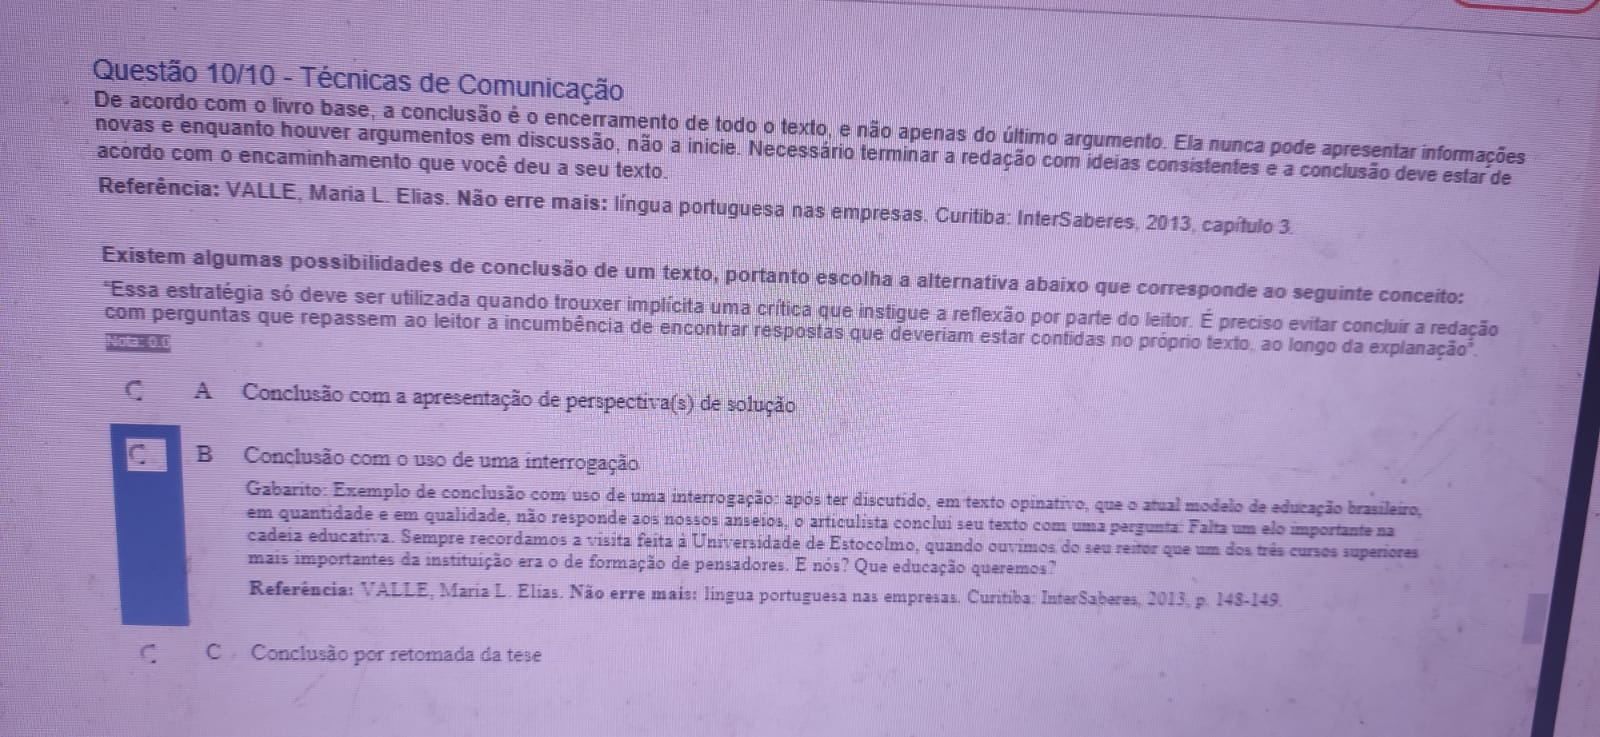 Questão 10/10 - Técnicas de Comunicação
De acordo com o livro base, a conclusão é o encerramento de todo o texto, e não apenas do último argumento. Ela nunca pode apresentar informações
novas e enquanto houver argumentos em discussão, não a inicie. Necessário terminar a redação com ideias consistentes e a conclusão deve estar de
acordo com o encaminhamento que você deu a seu texto.
Referência: VALLE, Maria L. Elias. Não erre mais: língua portuguesa nas empresas. Curitiba: InterSaberes, 2013, capítulo 3.
Existem algumas possibilidades de conclusão de um texto, portanto escolha a alternativa abaixo que corresponde ao seguinte conceito:
"Essa estratégia só deve ser utilizada quando trouxer implícita uma crítica que instigue a reflexão por parte do leitor. É preciso evitar concluir a redação
com perguntas que repassem ao leitor a incumbência de encontrar respostas que deveriam estar contidas no próprio texto, ao longo da explanação".
Nota: 0.0
A Conclusão com a apresentação de perspectiva(s) de solução
B Conclusão com o uso de uma interrogação
Gabarito: Exemplo de conclusão com uso de uma interrogação: após ter discutido, em texto opinativo, que o atual modelo de educação brasileiro,
em quantidade e em qualidade, não responde aos nossos anseios, o articulista conclui seu texto com uma pergunta: Falta um elo importante na
cadeia educativa. Sempre recordamos a visita feita à Universidade de Estocolmo, quando ouvimos do seu reitor que um dos três cursos superiores
mais importantes da instituição era o de formação de pensadores. E nós? Que educação queremos?
Referência: VALLE, Maria L. Elias. Não erre mais: língua portuguesa nas empresas. Curitiba: InterSaberes, 2013, p. 148-149.
C Conclusão por retomada da tese